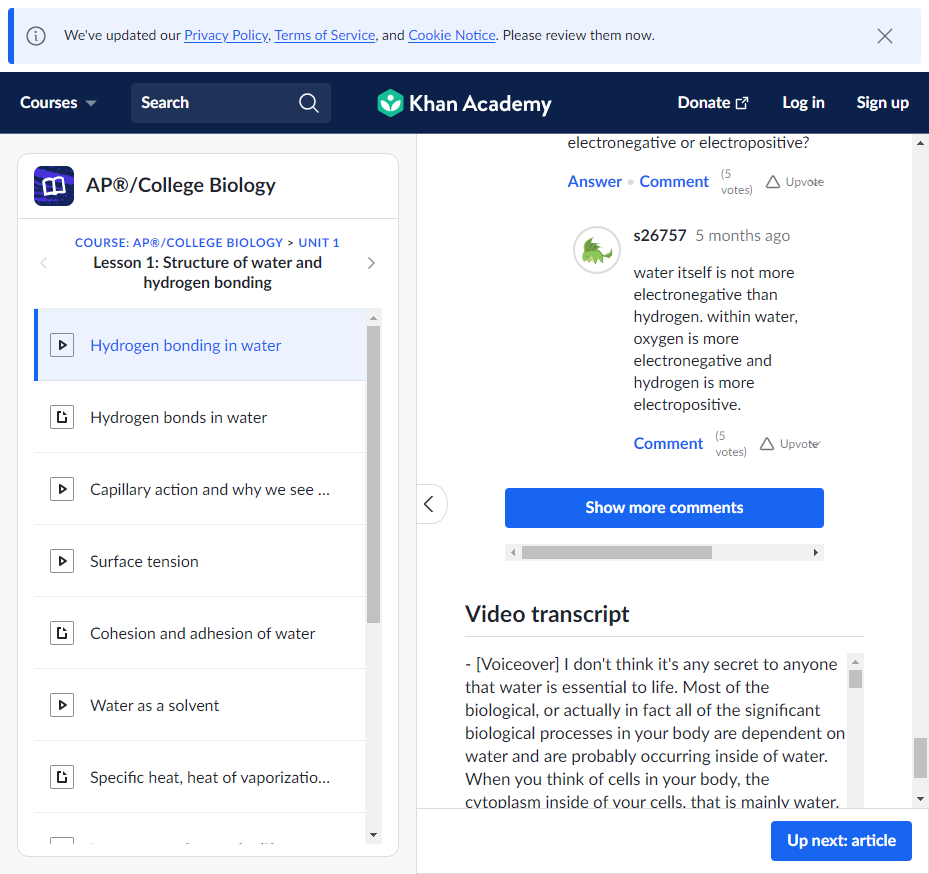 We've updated our Privacy Policy, Terms of Service, and Cookie Notice. Please review them now.
Courses
Search
Khan Academy
Donate
Log in
Sign up
AP®/College Biology
COURSE: AP®/COLLEGE BIOLOGY > UNIT 1
Lesson 1: Structure of water and
hydrogen bonding
Hydrogen bonding in water
Hydrogen bonds in water
Capillary action and why we see ...
Surface tension
Cohesion and adhesion of water
Water as a solvent
Specific heat, heat of vaporizatio...
electronegative or electropositive?
Answer
Comment
(5
votes)
Upvote
s26757 5 months ago
water itself is not more
electronegative than
hydrogen. within water,
oxygen is more
electronegative and
hydrogen is more
electropositive.
Comment
(5
votes)
Upvote
Show more comments
Video transcript
- [Voiceover] I don't think it's any secret to anyone
that water is essential to life. Most of the
biological, or actually in fact all of the significant
biological processes in your body are dependent on
water and are probably occurring inside of water.
When you think of cells in your body, the
cytoplasm inside of your cells, that is mainly water.
Up next: article